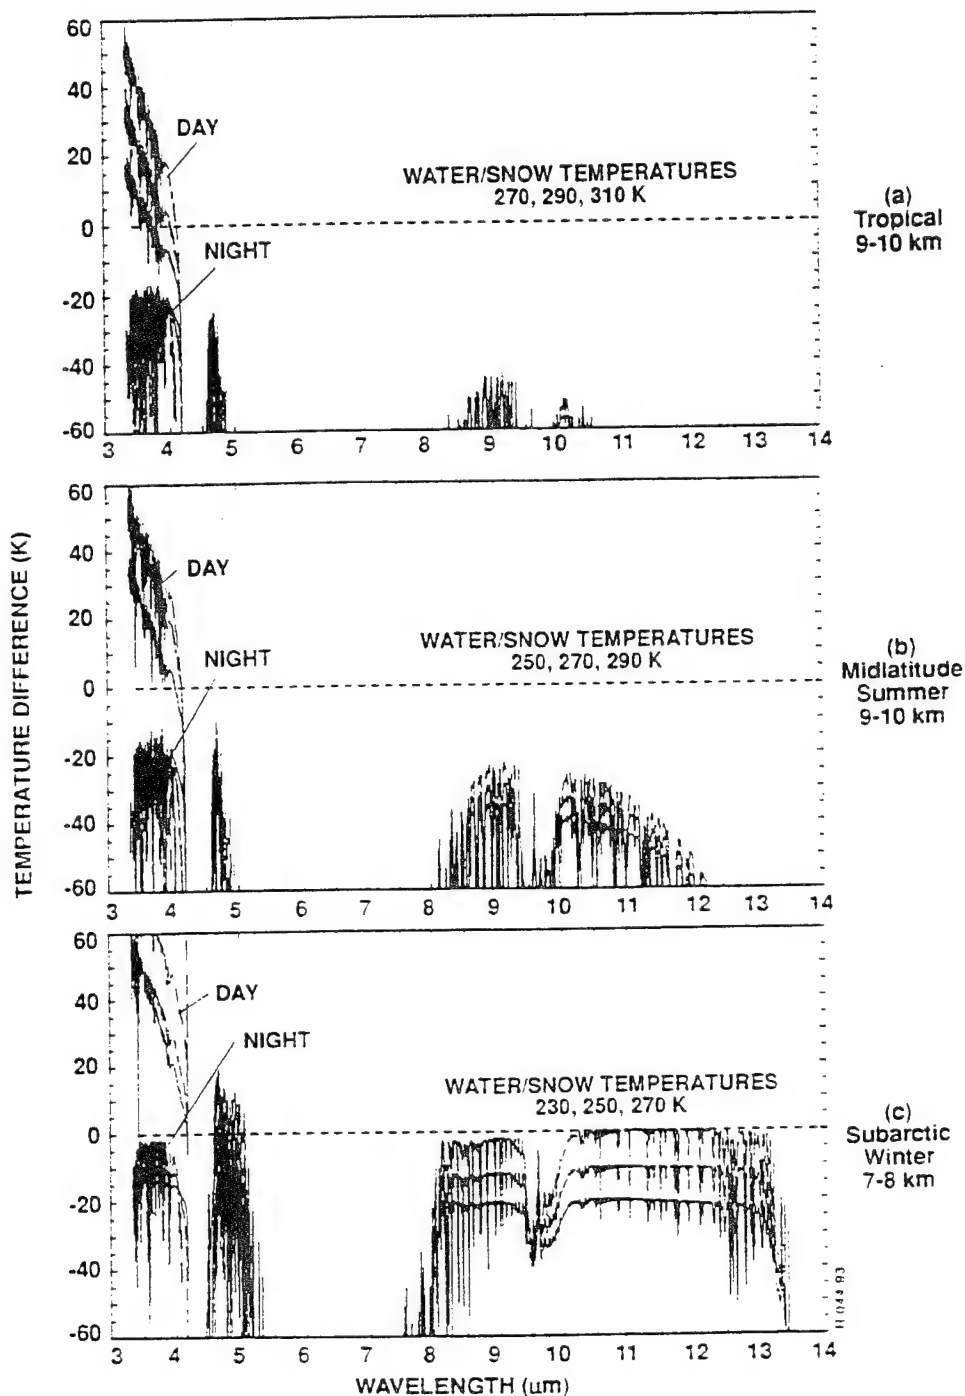 60
40
20
0
-20
-40
-60
DAY
NIGHT
WATER/SNOW TEMPERATURES
270, 290, 310 K
3 4 5 6 7 8 9 10 11 12 13 14
(a)
Tropical
9-10 km
60
40
20
0
-20
-40
-60
DAY
NIGHT
WATER/SNOW TEMPERATURES
250, 270, 290 K
3 4 5 6 7 8 9 10 11 12 13 14
(b)
Midlatitude
Summer
9-10 km
TEMPERATURE DIFFERENCE (K)
60
40
20
0
-20
-40
-60
DAY
NIGHT
WATER/SNOW TEMPERATURES
230, 250, 270 K
3 4 5 6 7 8 9 10 11 12 13 14
(c)
Subarctic
Winter
7-8 km
WAVELENGTH (µm)